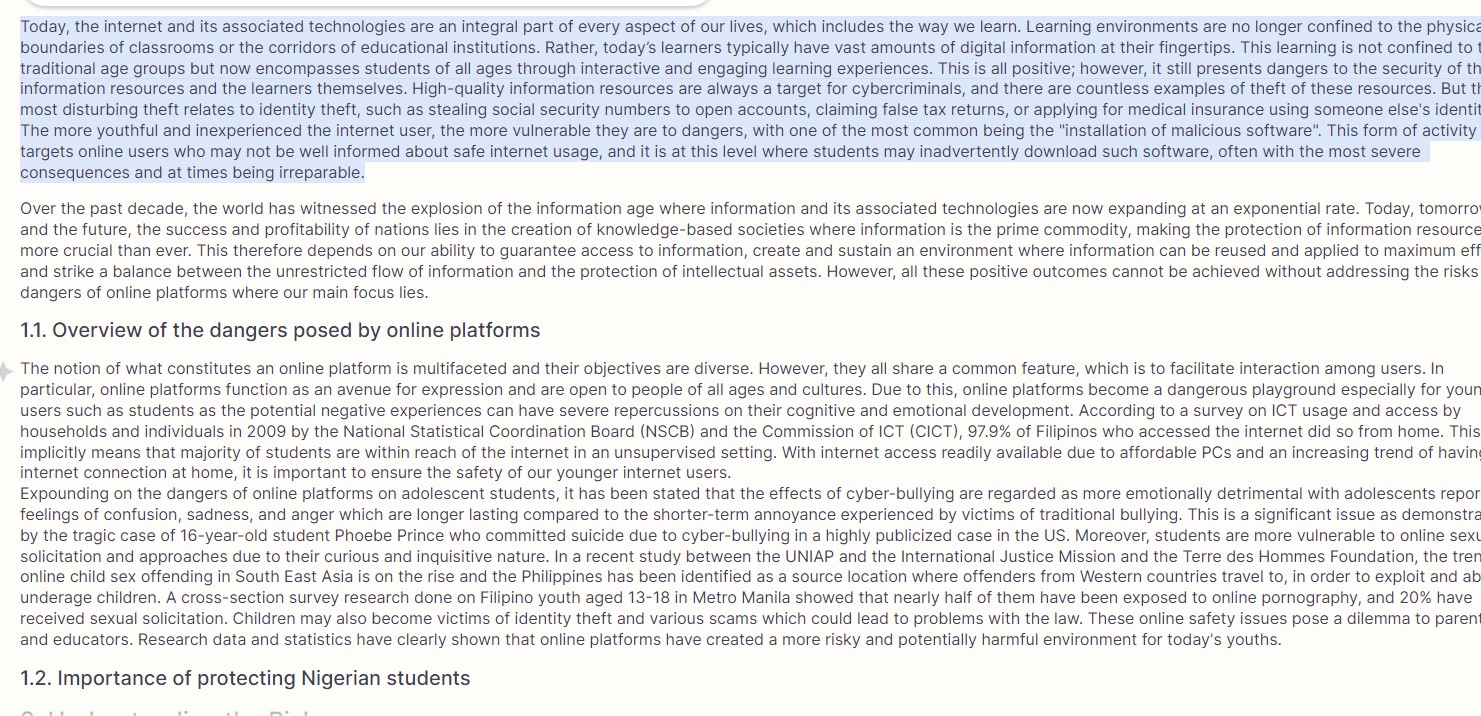 Today, the internet and its associated technologies are an integral part of every aspect of our lives, which includes the way we learn. Learning environments are no longer confined to the
boundaries of classrooms or the corridors of educational institutions. Rather, today's learners typically have vast amounts of digital information at their fingertips. This learning is not confined to
traditional age groups but now encompasses students of all ages through interactive and engaging learning experiences. This is all positive; however, it still presents dangers to the security of
information resources and the learners themselves. High-quality information resources are always a target for cybercriminals, and there are countless examples of theft of these resources. But
most disturbing theft relates to identity theft, such as stealing social security numbers to open accounts, claiming false tax returns, or applying for medical insurance using someone else's
The more youthful and inexperienced the internet user, the more vulnerable they are to dangers, with one of the most common being the "installation of malicious software". This form of activity
targets online users who may not be well informed about safe internet usage, and it is at this level where students may inadvertently download such software, often with the most severe
consequences and at times being irreparable.
Over the past decade, the world has witnessed the explosion of the information age where information and its associated technologies are now expanding at an exponential rate. Today,
and the future, the success and profitability of nations lies in the creation of knowledge-based societies where information is the prime commodity, making the protection of information
more crucial than ever. This therefore depends on our ability to guarantee access to information, create and sustain an environment where information can be reused and applied to maximum
and strike a balance between the unrestricted flow of information and the protection of intellectual assets. However, all these positive outcomes cannot be achieved without addressing the risks
dangers of online platforms where our main focus lies.
1.1. Overview of the dangers posed by online platforms
The notion of what constitutes an online platform is multifaceted and their objectives are diverse. However, they all share a common feature, which is to facilitate interaction among users. In
particular, online platforms function as an avenue for expression and are open to people of all ages and cultures. Due to this, online platforms become a dangerous playground especially for
users such as students as the potential negative experiences can have severe repercussions on their cognitive and emotional development. According to a survey on ICT usage and access by
households and individuals in 2009 by the National Statistical Coordination Board (NSCB) and the Commission of ICT (CICT), 97.9% of Filipinos who accessed the internet did so from home. This
implicitly means that majority of students are within reach of the internet in an unsupervised setting. With internet access readily available due to affordable PCs and an increasing trend of
internet connection at home, it is important to ensure the safety of our younger internet users.
Expounding on the dangers of online platforms on adolescent students, it has been stated that the effects of cyber-bullying are regarded as more emotionally detrimental with adolescents
feelings of confusion, sadness, and anger which are longer lasting compared to the shorter-term annoyance experienced by victims of traditional bullying. This is a significant issue as
by the tragic case of 16-year-old student Phoebe Prince who committed suicide due to cyber-bullying in a highly publicized case in the US. Moreover, students are more vulnerable to online
solicitation and approaches due to their curious and inquisitive nature. In a recent study between the UNIAP and the International Justice Mission and the Terre des Hommes Foundation, the
online child sex offending in South East Asia is on the rise and the Philippines has been identified as a source location where offenders from Western countries travel to, in order to exploit and
underage children. A cross-section survey research done on Filipino youth aged 13-18 in Metro Manila showed that nearly half of them have been exposed to online pornography, and 20% have
received sexual solicitation. Children may also become victims of identity theft and various scams which could lead to problems with the law. These online safety issues pose a dilemma to
and educators. Research data and statistics have clearly shown that online platforms have created a more risky and potentially harmful environment for today's youths.
1.2. Importance of protecting Nigerian students